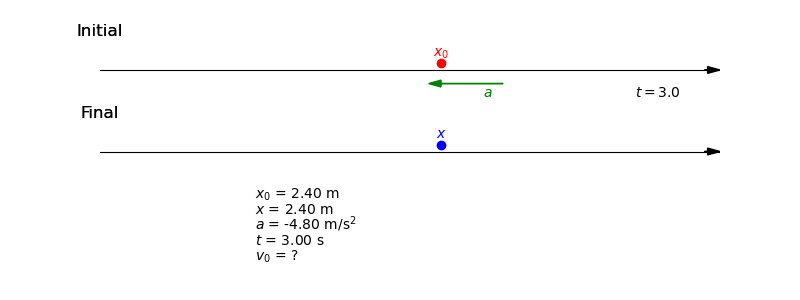 Initial
x₀
a
t = 3.0
Final
x
x₀ = 2.40 m
x = 2.40 m
a = -4.80 m/s²
t = 3.00 s
v₀ = ?